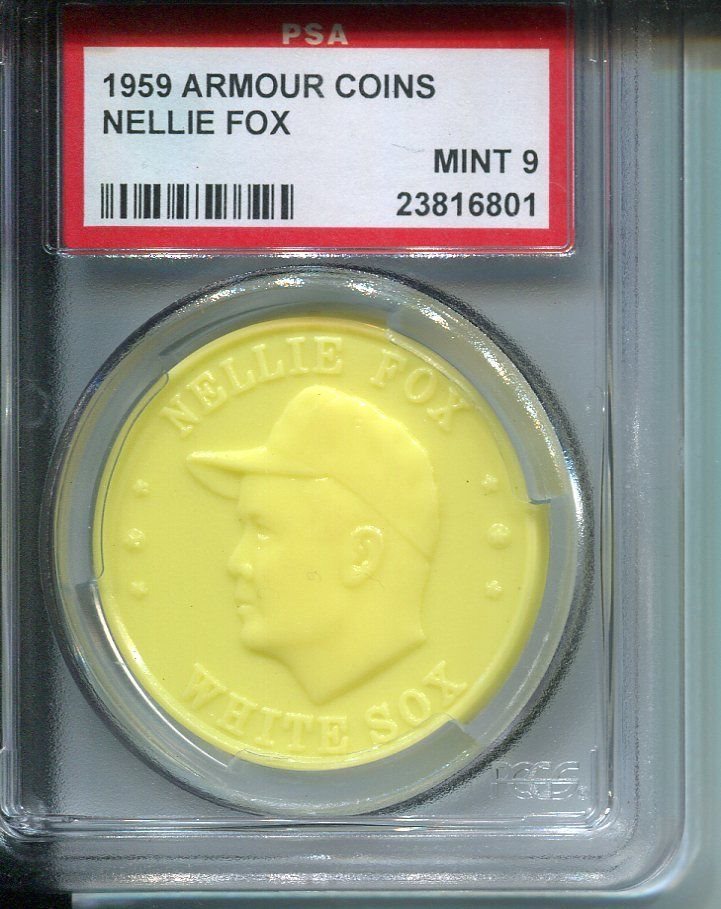 PSA
1959 ARMOUR COINS
NELLIE FOX
MINT 9
23816801
NELLIE FOX
WHITE SOX